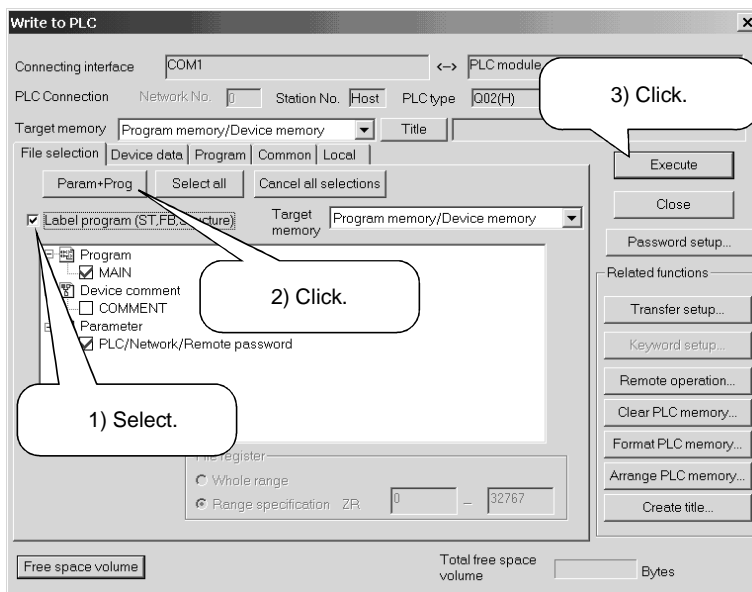 Write to PLC
Connecting interface COM1 <-> PLC module
PLC Connection Network No. 0 Station No. Host PLC type Q02(H)
Target memory Program memory/Device memory Title
File selection Device data Program Common Local
Param+Prog Select all Cancel all selections
Label program (ST,FB,Structure) Target memory Program memory/Device memory
Program
MAIN
Device comment
COMMENT
Parameter
PLC/Network/Remote password
1) Select.
2) Click.
3) Click.
File register
Whole range
Range specification ZR 0 – 32767
Execute
Close
Password setup...
Related functions
Transfer setup...
Keyword setup...
Remote operation...
Clear PLC memory...
Format PLC memory...
Arrange PLC memory...
Create title...
Free space volume
Total free space
volume Bytes